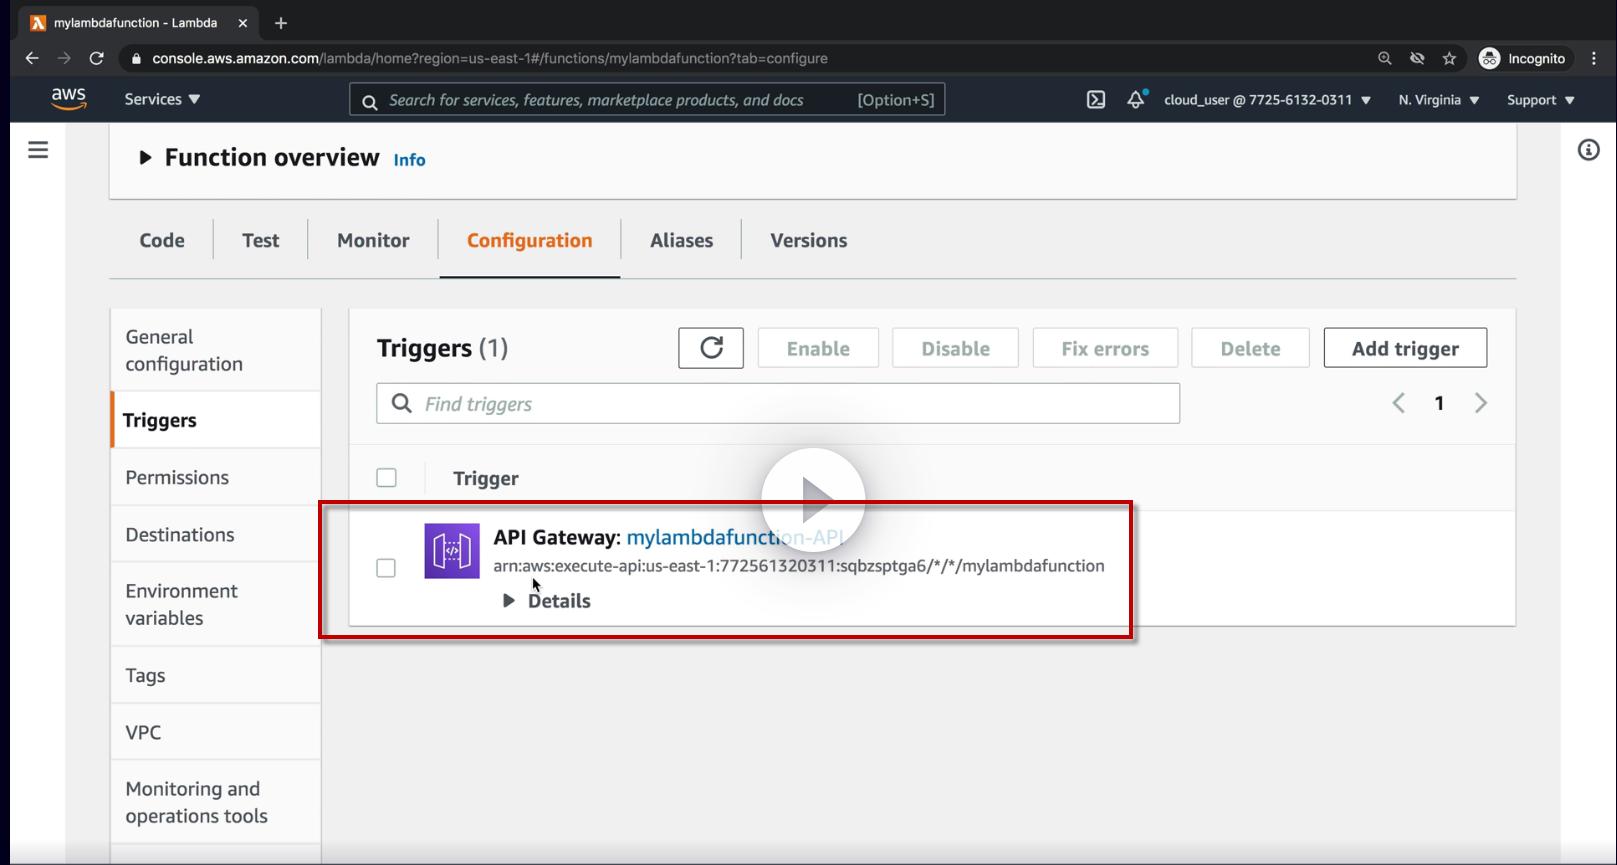 mylambdafunction - Lambda
console.aws.amazon.com/lambda/home?region=us-east-1#/functions/mylambdafunction?tab=configure
Incognito
aws
Services
Search for services, features, marketplace products, and docs
[Option+S]
cloud_user @ 7725-6132-0311
N. Virginia
Support
Function overview Info
Code
Test
Monitor
Configuration
Aliases
Versions
General
configuration
Triggers
Permissions
Destinations
Environment
variables
Tags
VPC
Monitoring and
operations tools
Triggers (1)
Enable
Disable
Fix errors
Delete
Add trigger
Find triggers
1
Trigger
API Gateway: mylambdafunction-API
arn:aws:execute-api:us-east-1:772561320311:sqbzsptga6/*/*/mylambdafunction
Details